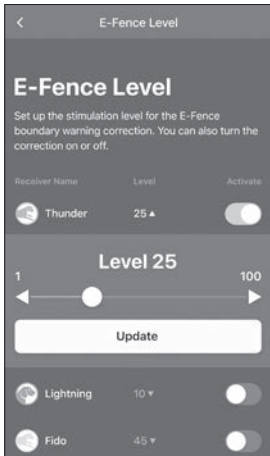 E-Fence Level
E-Fence Level
Set up the stimulation level for the E-Fence
boundary warning correction. You can also turn the
correction on or off.
Receiver Name Level Activate
Thunder 25 ▲
Level 25
1 100
Update
Lightning 10 ▼
Fido 45 ▼